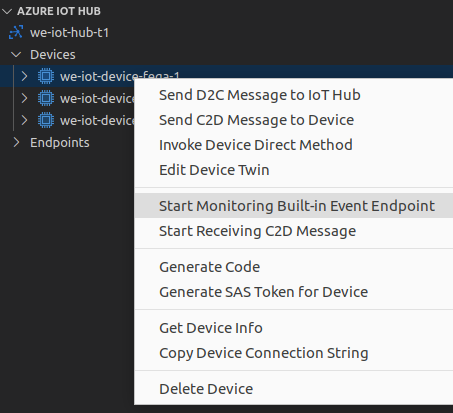 AZURE IOT HUB
we-iot-hub-t1
Devices
we-iot-device-fega-1
we-iot-device
we-iot-device
Endpoints
Send D2C Message to IoT Hub
Send C2D Message to Device
Invoke Device Direct Method
Edit Device Twin
Start Monitoring Built-in Event Endpoint
Start Receiving C2D Message
Generate Code
Generate SAS Token for Device
Get Device Info
Copy Device Connection String
Delete Device